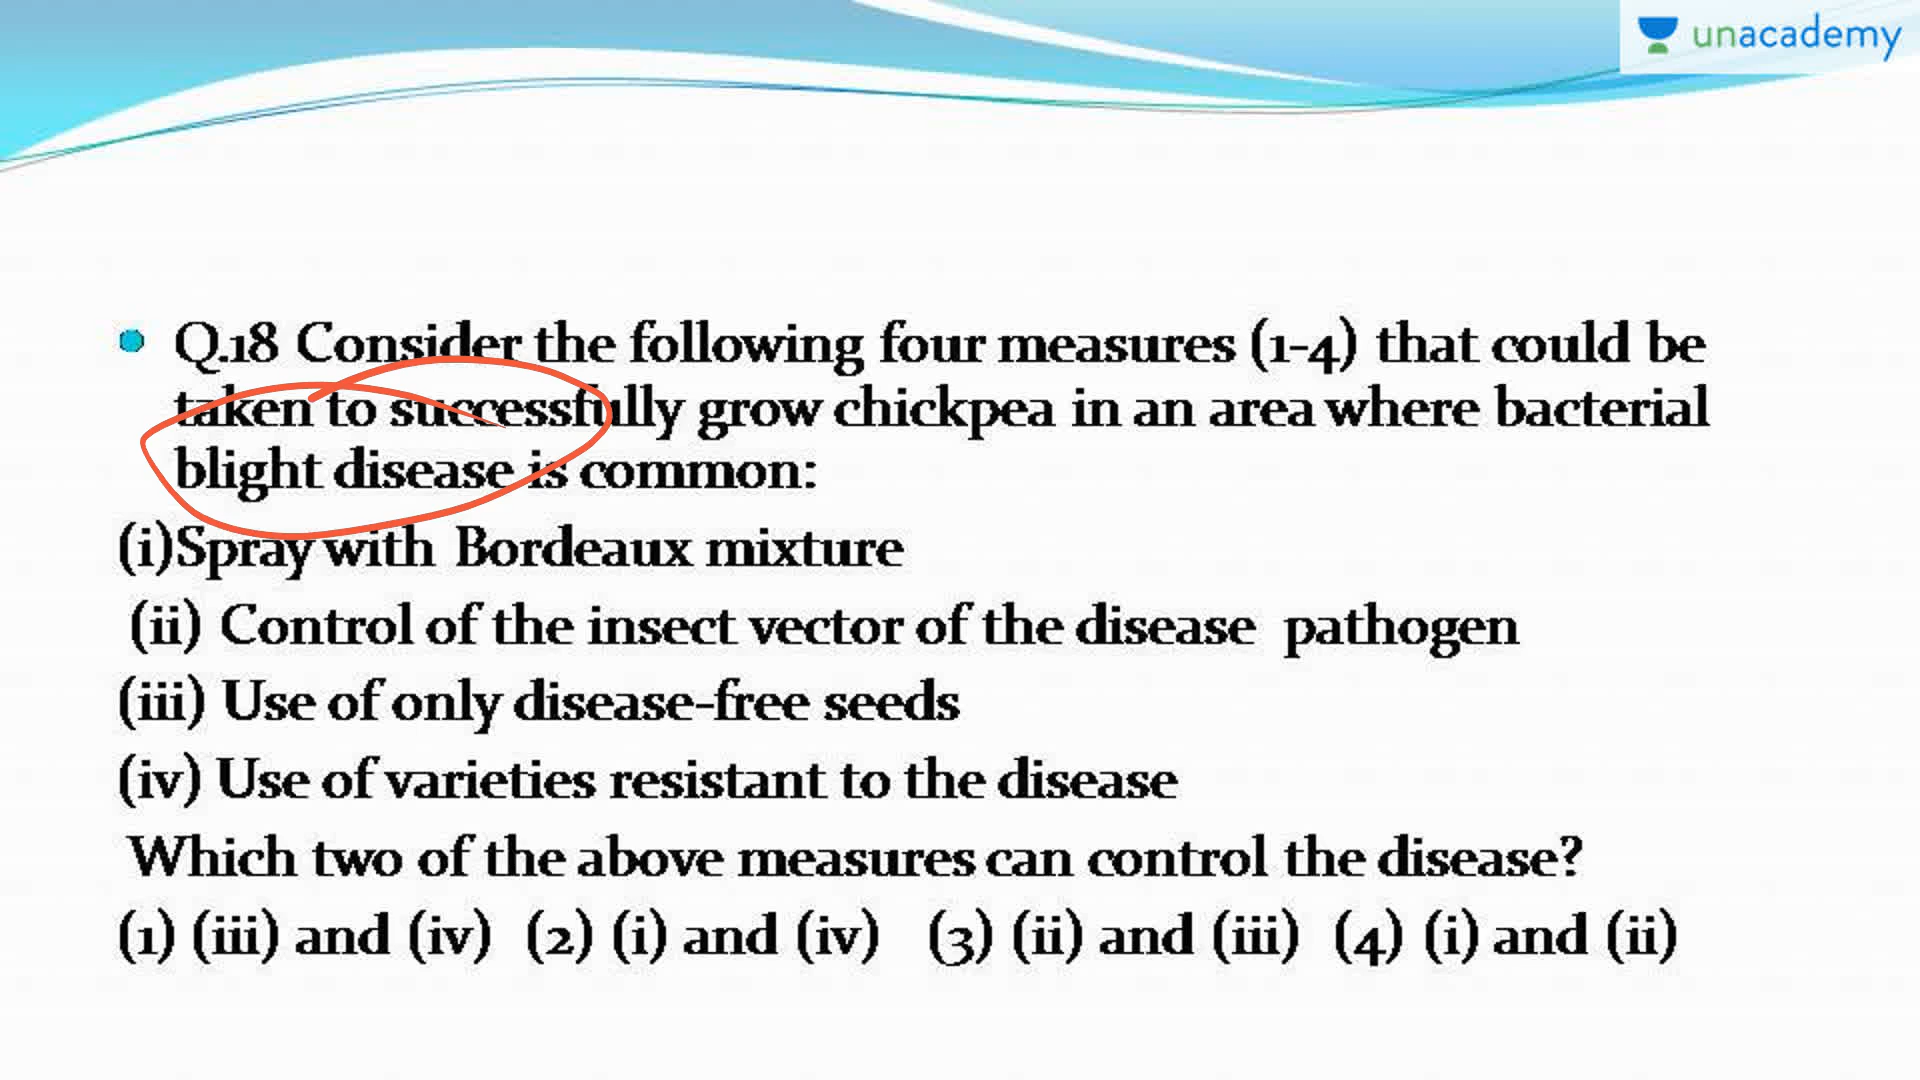 unacademy
Q.18 Consider the following four measures (1-4) that could be
taken to successfully grow chickpea in an area where bacterial
blight disease is common:
(i)Spray with Bordeaux mixture
(ii) Control of the insect vector of the disease pathogen
(iii) Use of only disease-free seeds
(iv) Use of varieties resistant to the disease
Which two of the above measures can control the disease?
(1) (iii) and (iv) (2) (i) and (iv) (3) (ii) and (iii) (4) (i) and (ii)